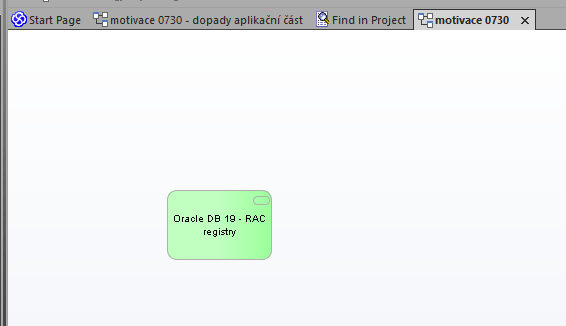 Start Page motivace 0730 - dopady aplikační část Find in Project motivace 0730
Oracle DB 19 - RAC
registry